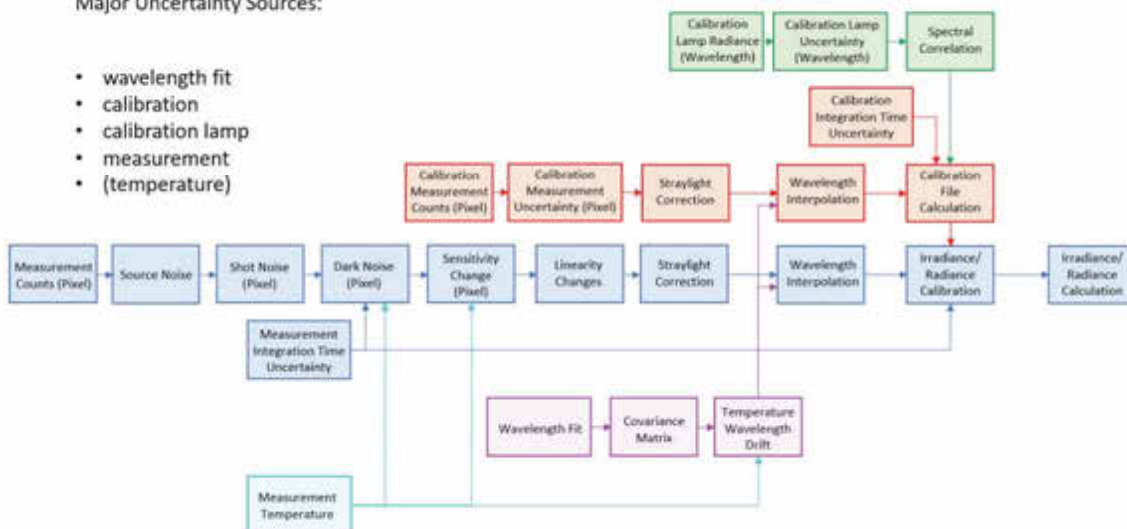 Major Uncertainty Sources:
• wavelength fit
• calibration
• calibration lamp
• measurement
• (temperature)
Calibration
Lamp Radiance
(Wavelength)
Calibration Lamp
Uncertainty
(Wavelength)
Spectral
Correlation
Calibration
Integration Time
Uncertainty
Calibration
Measurement
Counts (Pixel)
Calibration
Measurement
Uncertainty (Pixel)
Straylight
Correction
Wavelength
Interpolation
Calibration
File
Calculation
Measurement
Counts (Pixel)
Source Noise
Shot Noise
(Pixel)
Dark Noise
(Pixel)
Sensitivity
Change
(Pixel)
Linearity
Changes
Straylight
Correction
Wavelength
Interpolation
Irradiance/
Radiance
Calibration
Irradiance/
Radiance
Calculation
Measurement
Integration Time
Uncertainty
Wavelength Fit
Covariance
Matrix
Temperature
Wavelength
Drift
Measurement
Temperature